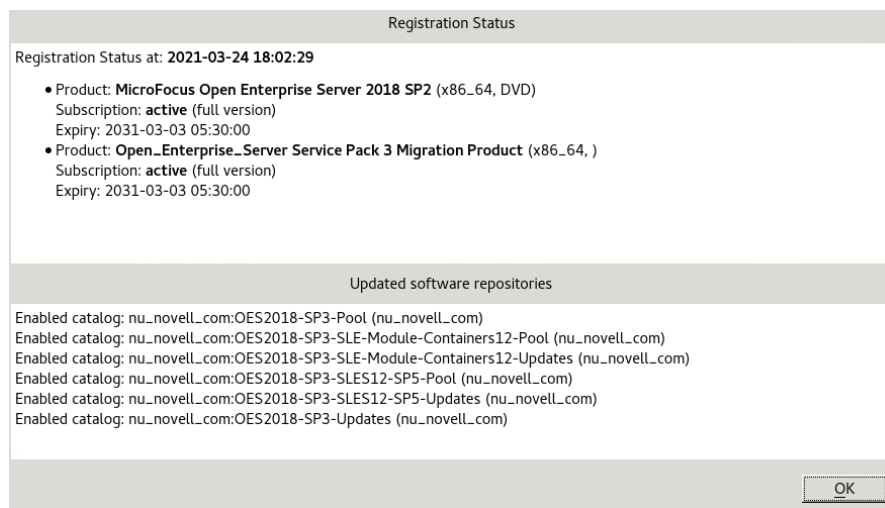 Registration Status
Registration Status at: 2021-03-24 18:02:29
• Product: MicroFocus Open Enterprise Server 2018 SP2 (x86_64, DVD)
Subscription: active (full version)
Expiry: 2031-03-03 05:30:00
• Product: Open_Enterprise_Server Service Pack 3 Migration Product (x86_64, )
Subscription: active (full version)
Expiry: 2031-03-03 05:30:00
Updated software repositories
Enabled catalog: nu_novell_com:OES2018-SP3-Pool (nu_novell_com)
Enabled catalog: nu_novell_com:OES2018-SP3-SLE-Module-Containers12-Pool (nu_novell_com)
Enabled catalog: nu_novell_com:OES2018-SP3-SLE-Module-Containers12-Updates (nu_novell_com)
Enabled catalog: nu_novell_com:OES2018-SP3-SLES12-SP5-Pool (nu_novell_com)
Enabled catalog: nu_novell_com:OES2018-SP3-SLES12-SP5-Updates (nu_novell_com)
Enabled catalog: nu_novell_com:OES2018-SP3-Updates (nu_novell_com)
OK